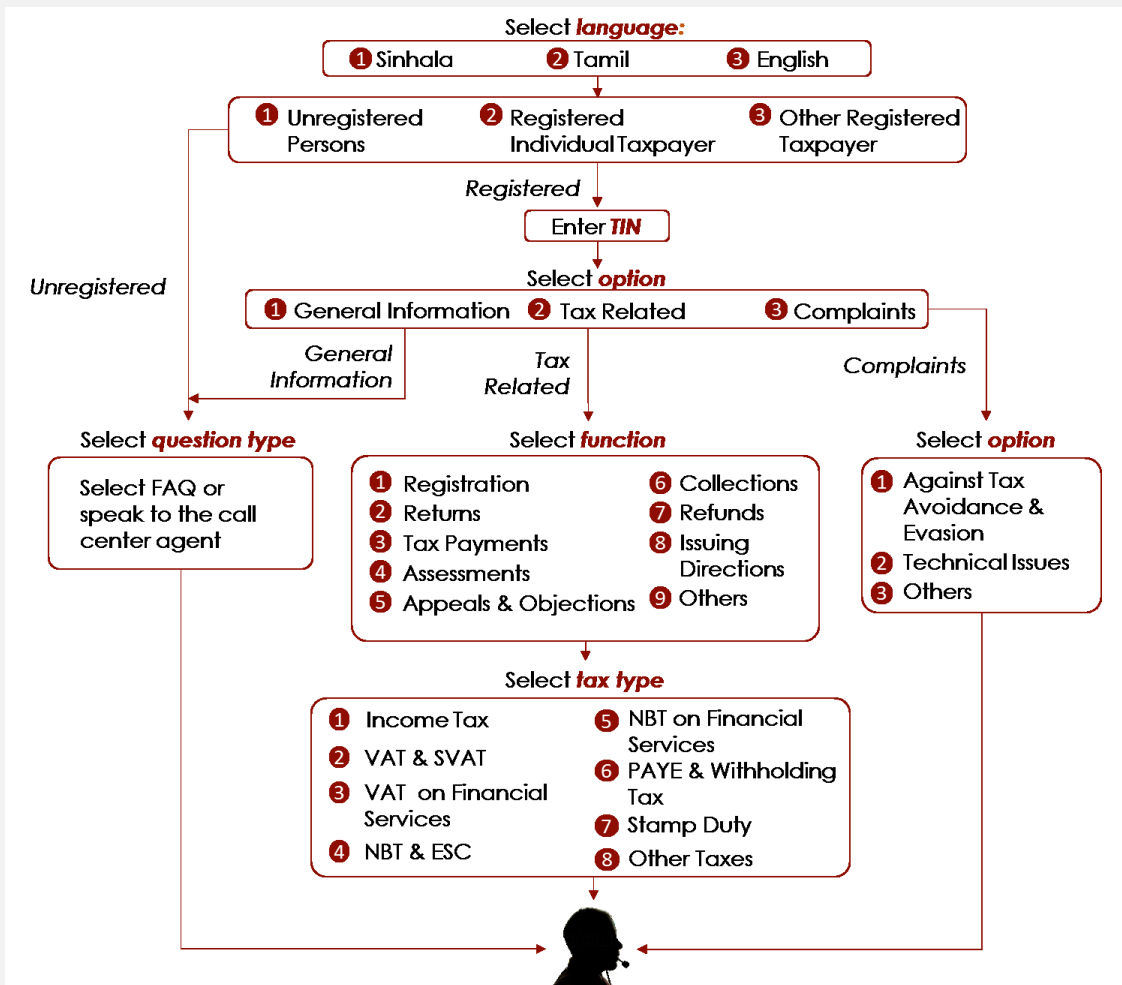 Select language:
1 Sinhala 2 Tamil 3 English
1 Unregistered Persons
2 Registered Individual Taxpayer
3 Other Registered Taxpayer
Registered
Enter TIN
Unregistered
Select option
1 General Information 2 Tax Related 3 Complaints
General
Information
Tax
Related
Complaints
Select question type
Select FAQ or
speak to the call
center agent
Select function
1 Registration
2 Returns
3 Tax Payments
4 Assessments
5 Appeals & Objections
6 Collections
7 Refunds
8 Issuing
Directions
9 Others
Select option
1 Against Tax
Avoidance &
Evasion
2 Technical Issues
3 Others
Select tax type
1 Income Tax
2 VAT & SVAT
3 VAT on Financial
Services
4 NBT & ESC
5 NBT on Financial
Services
6 PAYE & Withholding
Tax
7 Stamp Duty
8 Other Taxes